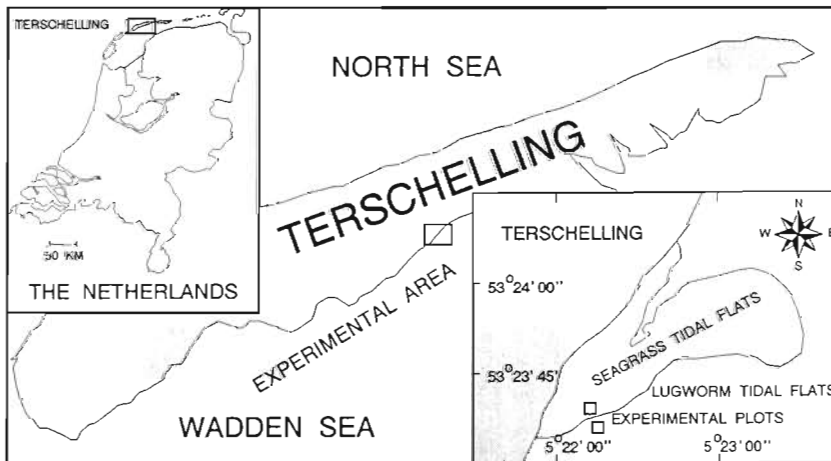 TERSCHELLING
50 KM
THE NETHERLANDS
NORTH SEA
TERSCHELLING
EXPERIMENTAL AREA
WADDEN SEA
TERSCHELLING
N
W E
S
53°24'00"
53°23'45'
SEAGRASS TIDAL FLATS
LUGWORM TIDAL FLATS
EXPERIMENTAL PLOTS
5°22'00" 5°23'00"